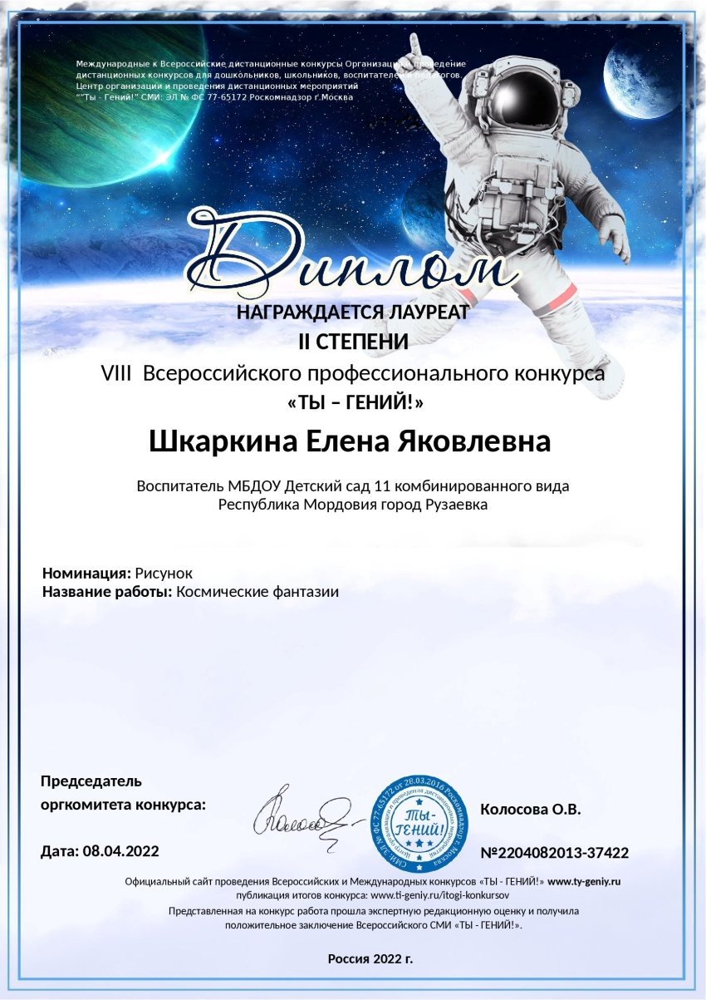 Международные к Всероссийские дистанционные конкурсы Организация и проведение
дистанционных конкурсов для дошкольников, школьников, воспитателей и педагогов.
Центр организации и проведения дистанционных мероприятий
""Ты - Гений!" СМИ: ЭЛ № ФС 77-65172 Роскомнадзор г.Москва
Диплом
НАГРАЖДАЕТСЯ ЛАУРЕАТ
II СТЕПЕНИ
VIII Всероссийского профессионального конкурса
«ТЫ – ГЕНИЙ!»
Шкаркина Елена Яковлевна
Воспитатель МБДОУ Детский сад 11 комбинированного вида
Республика Мордовия город Рузаевка
Номинация: Рисунок
Название работы: Космические фантазии
Председатель
оргкомитета конкурса:
СМИ: ЭЛ № ФС 77-65172 от 28.03.2016 Роскомнадзор г. Москва
Центр организации и проведения дистанционных мероприятий
ТЫ-
ГЕНИЙ!
Колосова О.В.
Дата: 08.04.2022
№2204082013-37422
Официальный сайт проведения Всероссийских и Международных конкурсов «ТЫ - ГЕНИЙ!» www.ty-geniy.ru
публикация итогов конкурса: www.ti-geniy.ru/itogi-konkursov
Представленная на конкурс работа прошла экспертную редакционную оценку и получила
положительное заключение Всероссийского СМИ «ТЫ - ГЕНИЙ!».
Россия 2022 г.